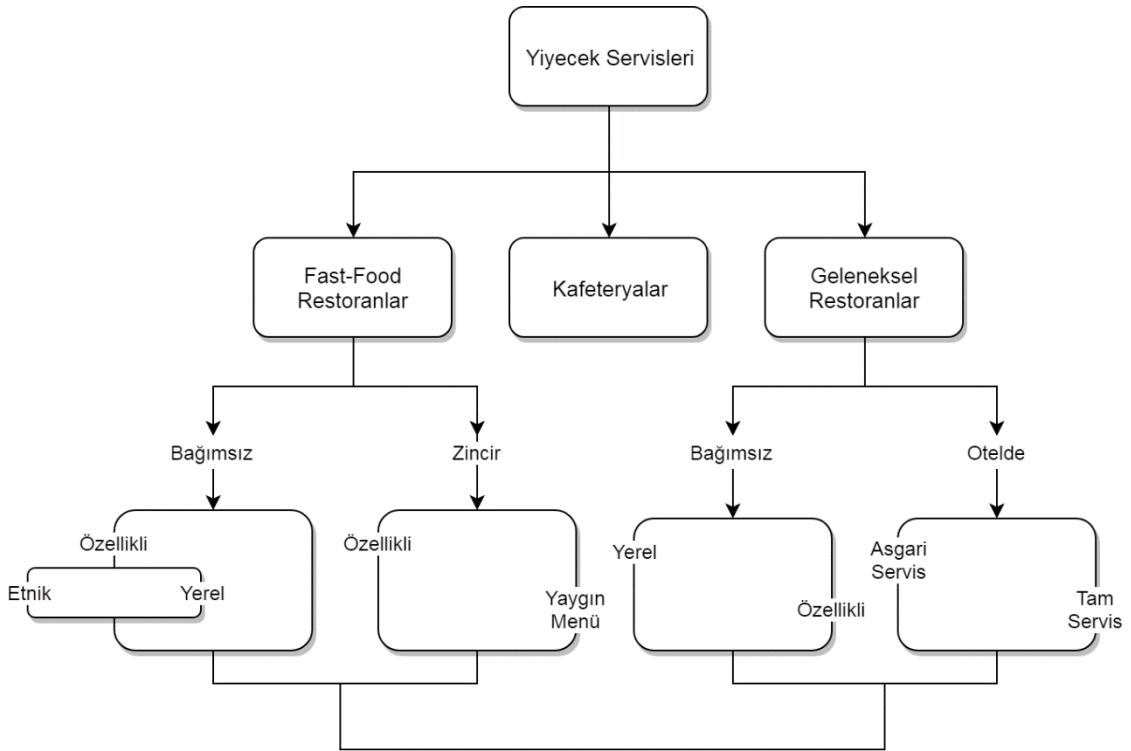 Yiyecek Servisleri
Fast-Food
Restoranlar
Kafeteryalar
Geleneksel
Restoranlar
Bağımsız
Zincir
Bağımsız
Otelde
Özellikli
Etnik
Yerel
Özellikli
Yaygın
Menü
Yerel
Özellikli
Asgari
Servis
Tam
Servis